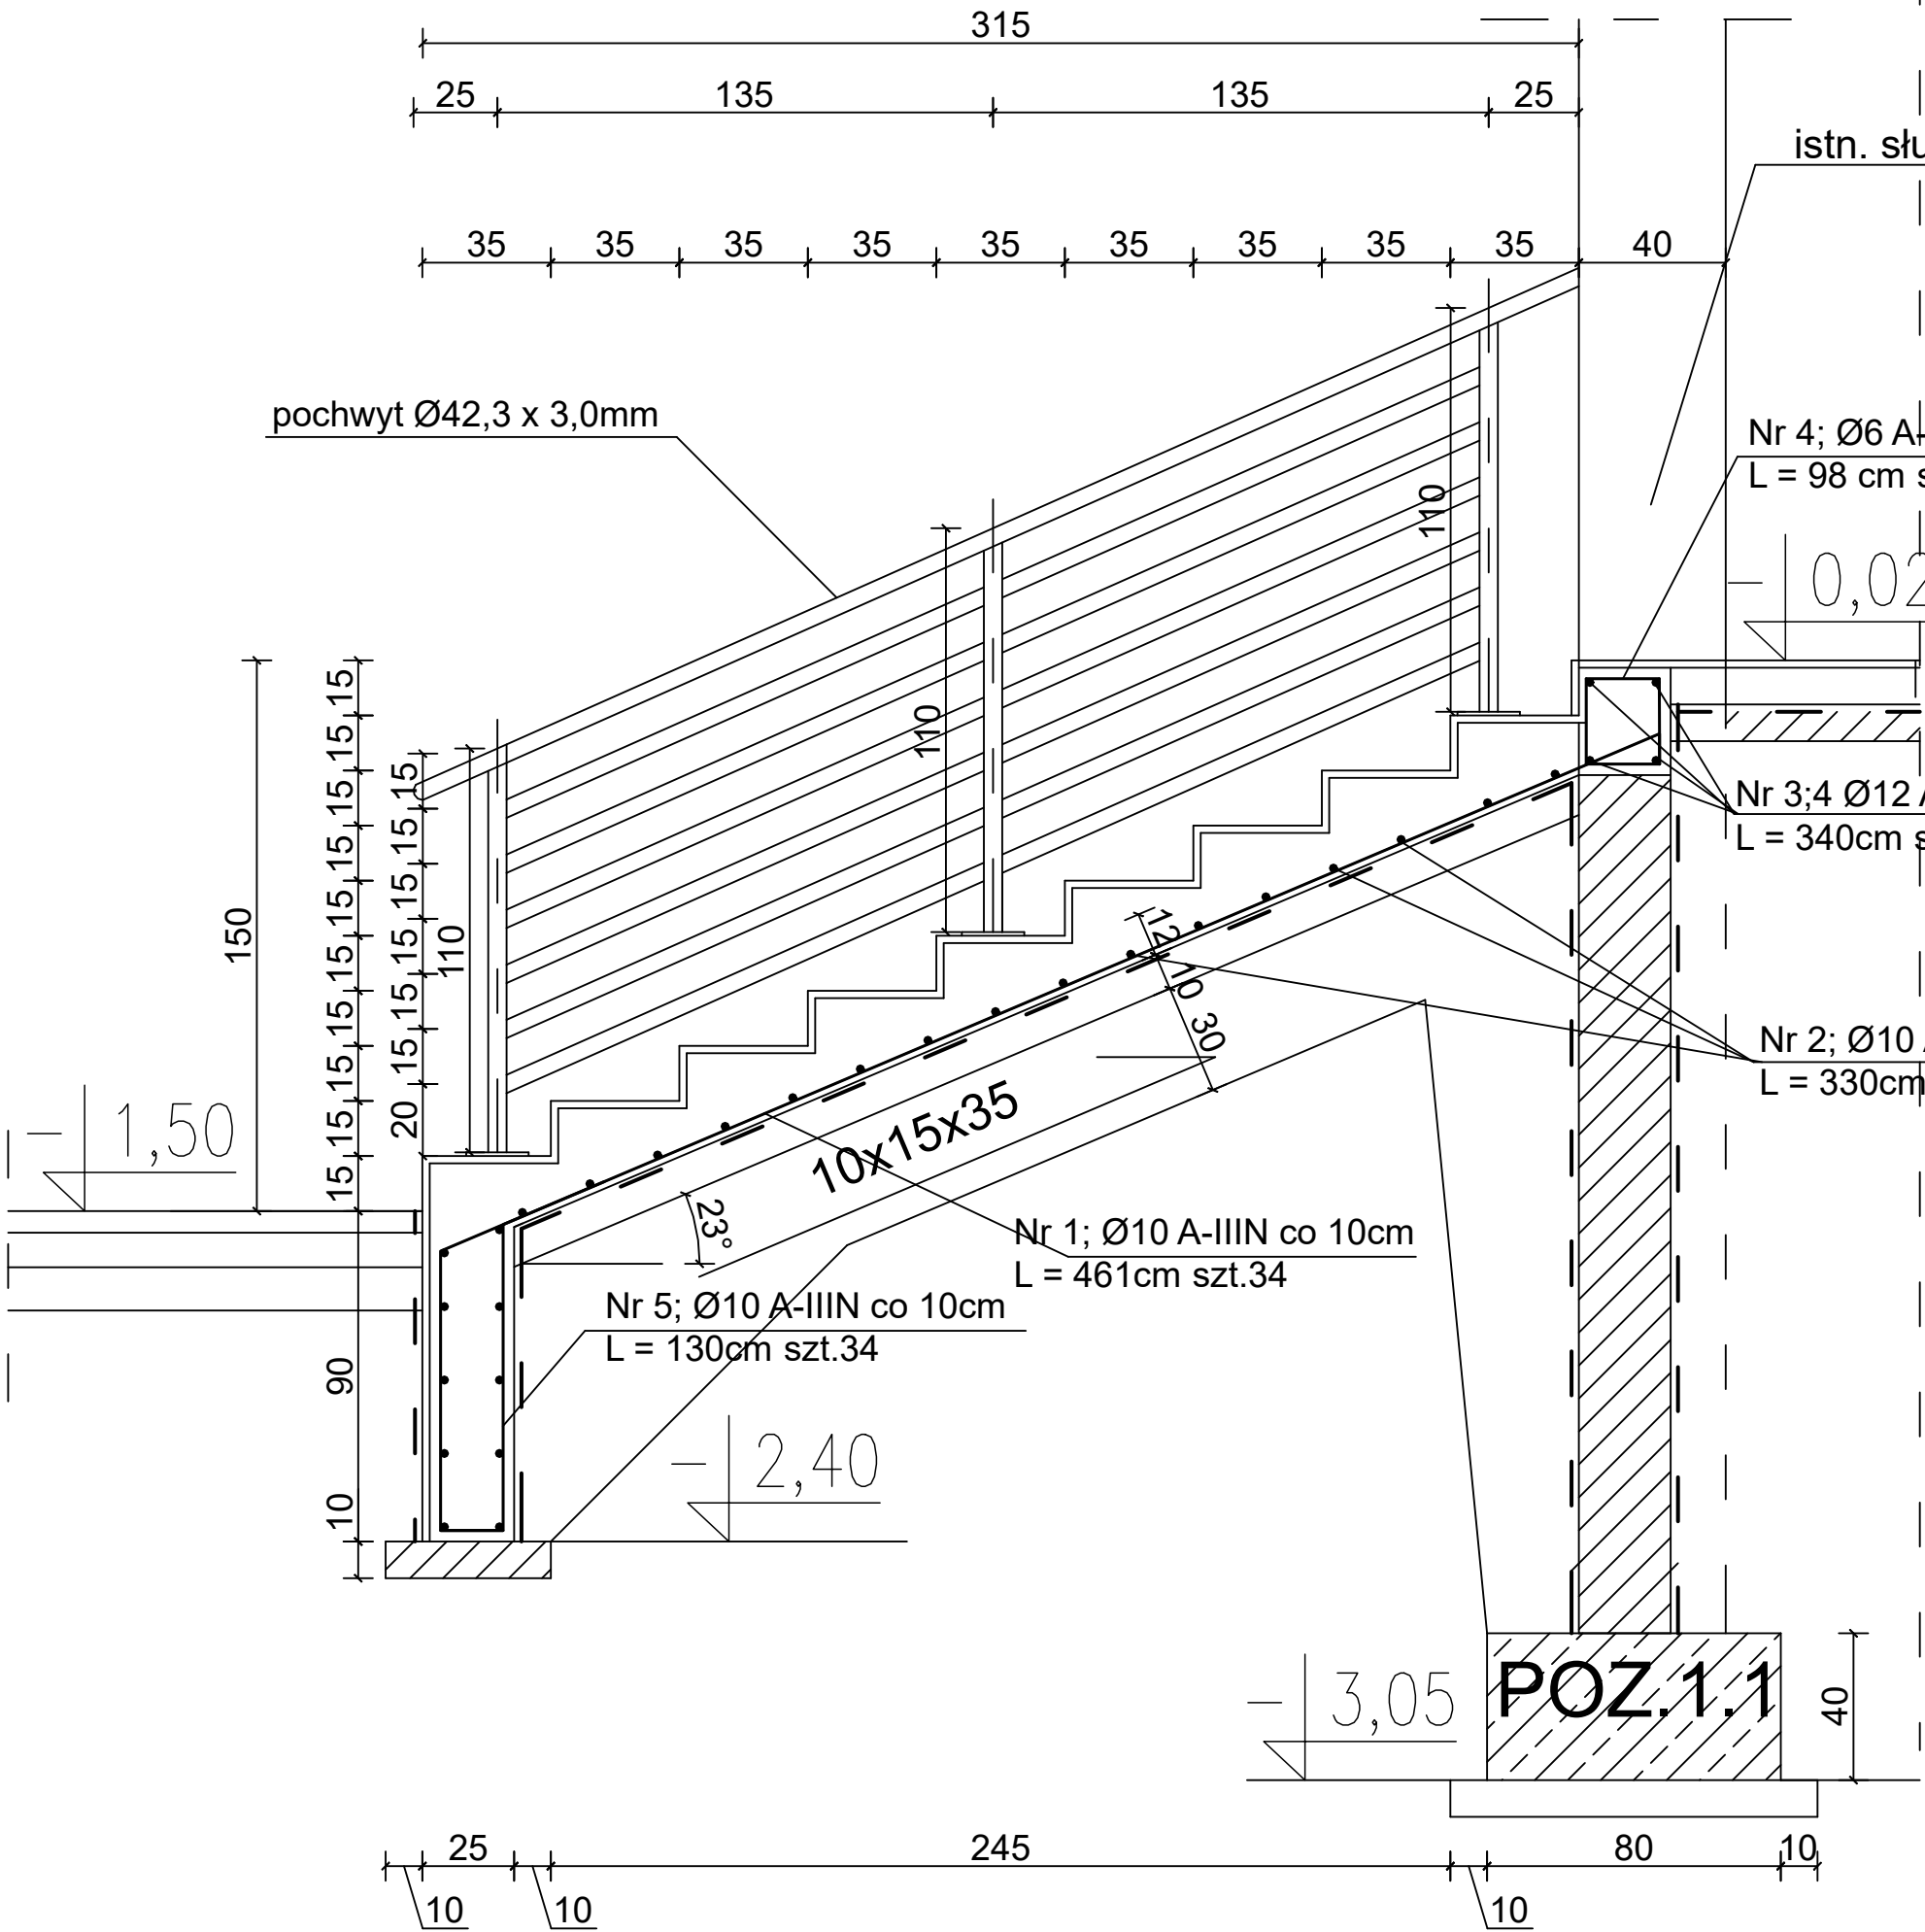 315
25 135 135 25
istn.
35 35 35 35 35 35 35 35 35 40
pochwyt Ø42,3 x 3,0mm
Nr 4; Ø6
L = 98 cm
110
- 0,02
110
15 15 15 15 15 15 15 15 15 15
15 15 15 15 15 15
20
110
150
Nr 3;4 Ø12
L = 340cm
12
10
30
Nr 2; Ø10
L = 330cm
- 1,50
10x15x35
23°
Nr 1; Ø10 A-IIIN co 10cm
L = 461cm szt.34
Nr 5; Ø10 A-IIIN co 10cm
L = 130cm szt.34
90
- 2,40
10
- 3,05
POZ.1.1
40
25 245 80 10
10 10 10